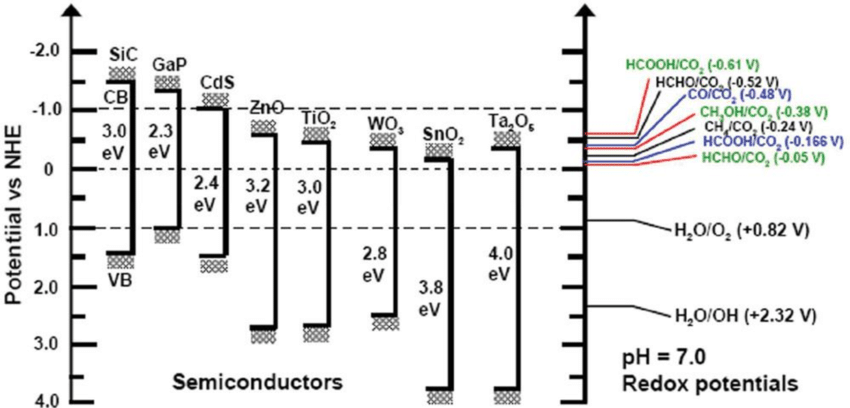 Potentiial vs NHE
-2.0
-1.0
0
1.0
2.0
3.0
4.0
SiC
CB
3.0
eV
VB
GaP
2.3
eV
CdS
2.4
eV
ZnO
3.2
eV
TiO₂
3.0
eV
WO₃
2.8
eV
SnO₂
3.8
eV
Ta₂O₅
4.0
eV
Semiconductors
HCOOH/CO₂ (-0.61 V)
HCHO/CO₂ (-0.52 V)
CO/CO₂ (-0.48 V)
CH₃OH/CO₂ (-0.38 V)
CH₄/CO₂ (-0.24 V)
HCOOH/CO₂ (-0.166 V)
HCHO/CO₂ (-0.05 V)
H₂O/O₂ (+0.82 V)
H₂O/OH (+2.32 V)
pH = 7.0
Redox potentials